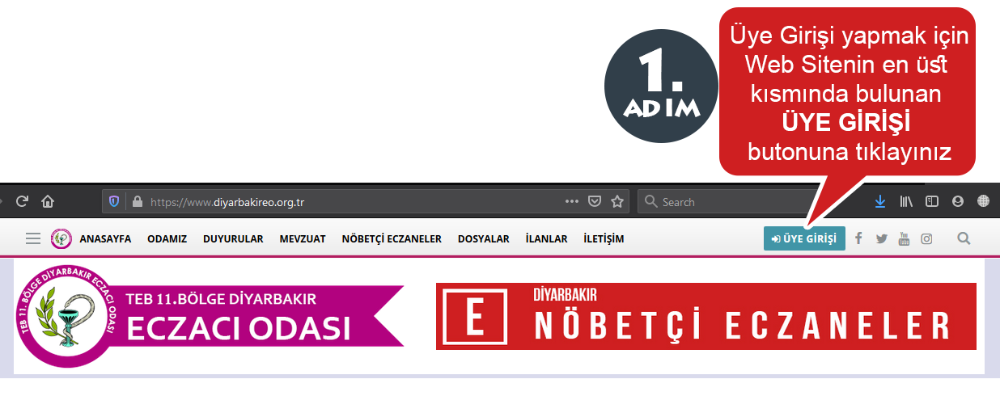 1.
ADIM
Üye Girişi yapmak için
Web Sitenin en üst
kısmında bulunan
ÜYE GİRİŞİ
butonuna tıklayınız
https://www.diyarbakireo.org.tr
Search
ANASAYFA ODAMIZ DUYURULAR MEVZUAT NÖBETÇİ ECZANELER DOSYALAR İLANLAR İLETİŞİM
ÜYE GİRİŞİ
You Tube
TEB 11. BÖLGE DİYARBAKIR ECZACI ODASI
TEB 11.BÖLGE DİYARBAKIR
ECZACI ODASI
E
DİYARBAKIR
NÖBETÇİ ECZANELER